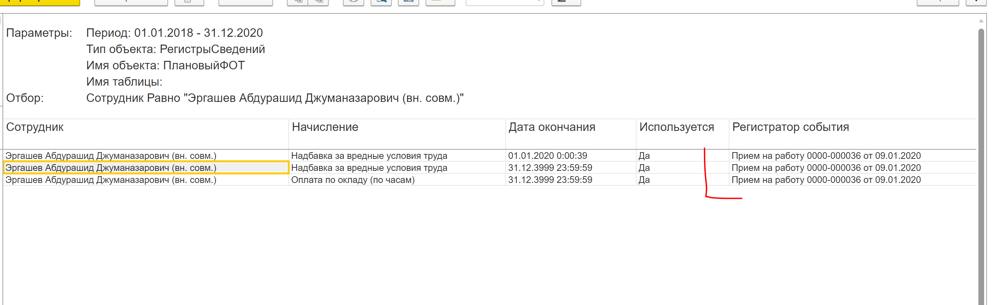 Параметры: Период: 01.01.2018 - 31.12.2020
Тип объекта: РегистрыСведений
Имя объекта: ПлановыйФОТ
Имя таблицы:
Отбор: Сотрудник Равно "Эргашев Абдурашид Джуманазарович (вн. совм.)"
Сотрудник Начисление Дата окончания Используется Регистратор события
Эргашев Абдурашид Джуманазарович (вн. совм.) Надбавка за вредные условия труда 01.01.2020 0:00:39 Да Прием на работу 0000-000036 от 09.01.2020
Эргашев Абдурашид Джуманазарович (вн. совм.) Надбавка за вредные условия труда 31.12.3999 23:59:59 Да Прием на работу 0000-000036 от 09.01.2020
Эргашев Абдурашид Джуманазарович (вн. совм.) Оплата по окладу (по часам) 31.12.3999 23:59:59 Да Прием на работу 0000-000036 от 09.01.2020